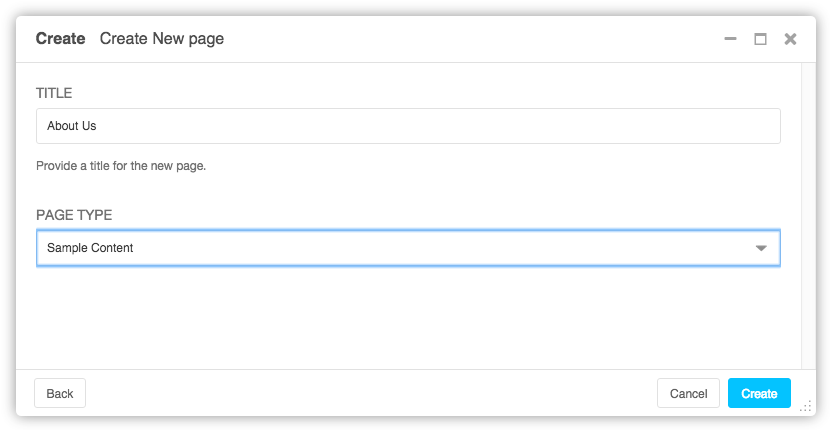 Create Create New page
TITLE
About Us
Provide a title for the new page.
PAGE TYPE
Sample Content
Back Cancel Create